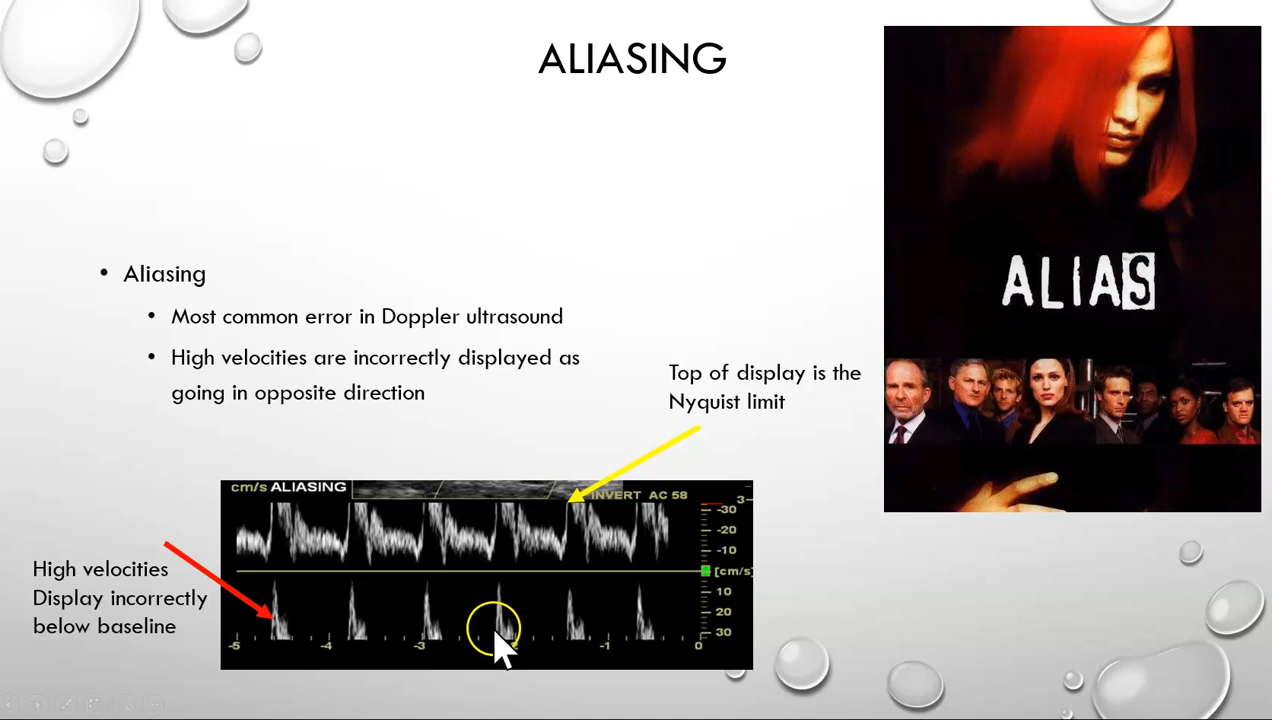 ALIASING
• Aliasing
• Most common error in Doppler ultrasound
• High velocities are incorrectly displayed as
going in opposite direction
Top of display is the
Nyquist limit
High velocities
Display incorrectly
below baseline
cm/s ALIASING
INVERT AC 58
3-
-30
-20
-10
[cm/s]
10
20
30
-5 -4 -3 -1 0
ALIAS